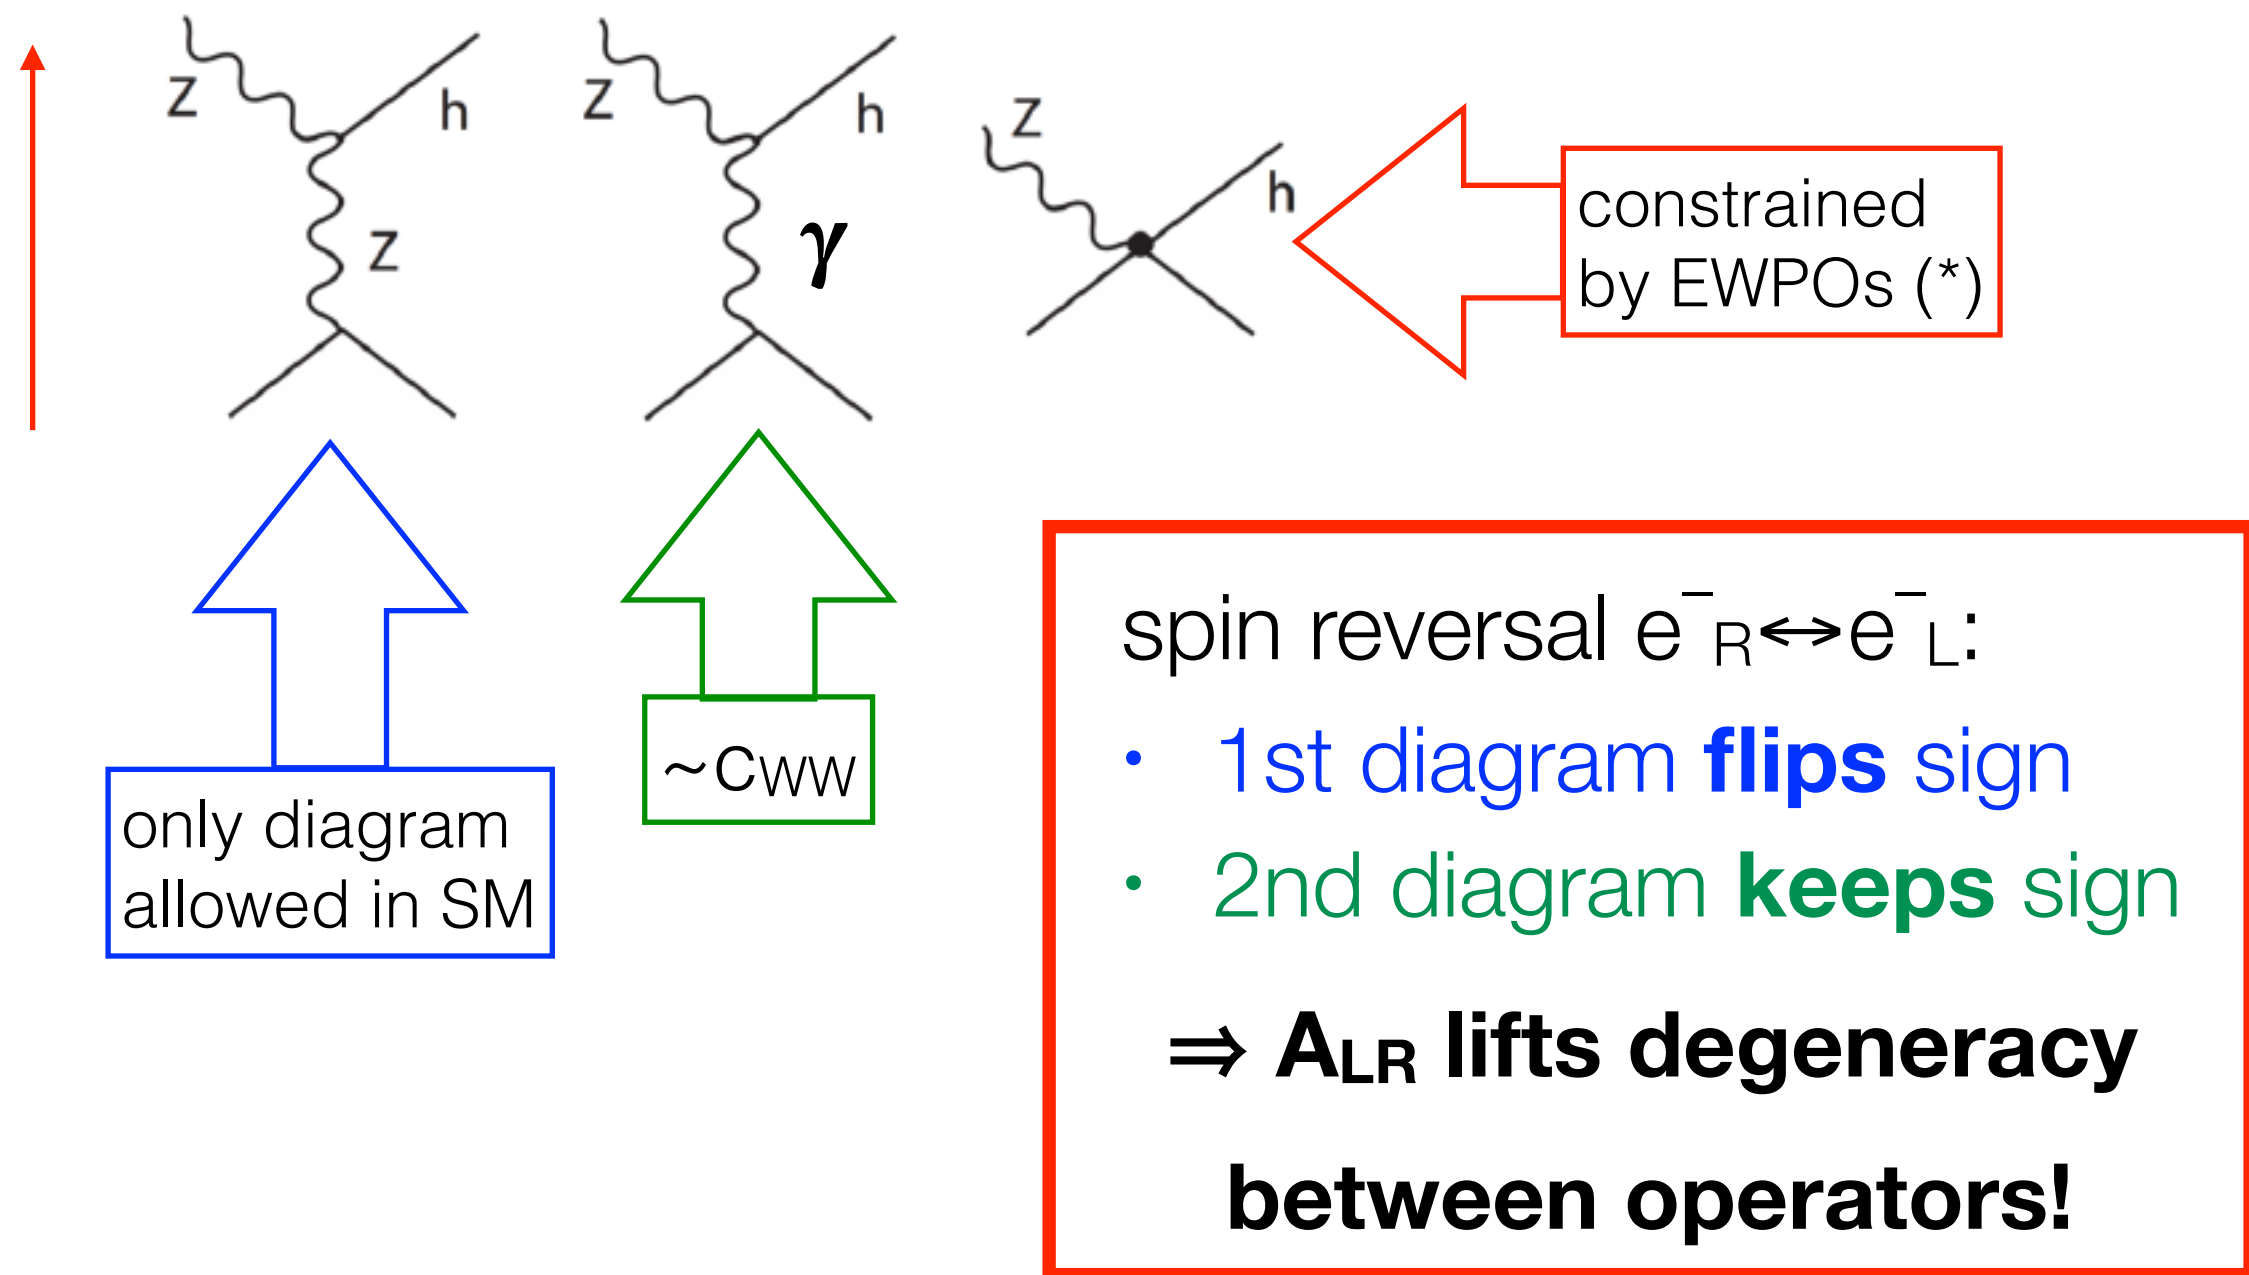 Z
h
Z
Z
h
γ
Z
h
constrained
by EWPOs (*)
only diagram
allowed in SM
~cWW
spin reversal e⁻R↔e⁻L:
• 1st diagram flips sign
• 2nd diagram keeps sign
⇒ ALR lifts degeneracy
between operators!